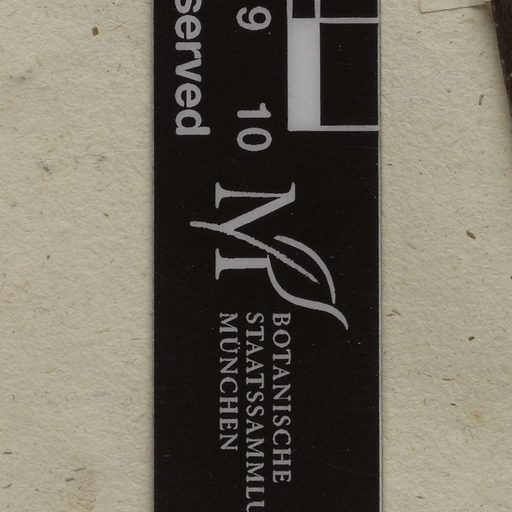 served
9 10
M
BOTANISCHE
STAATSSAMMLU
MÜNCHEN